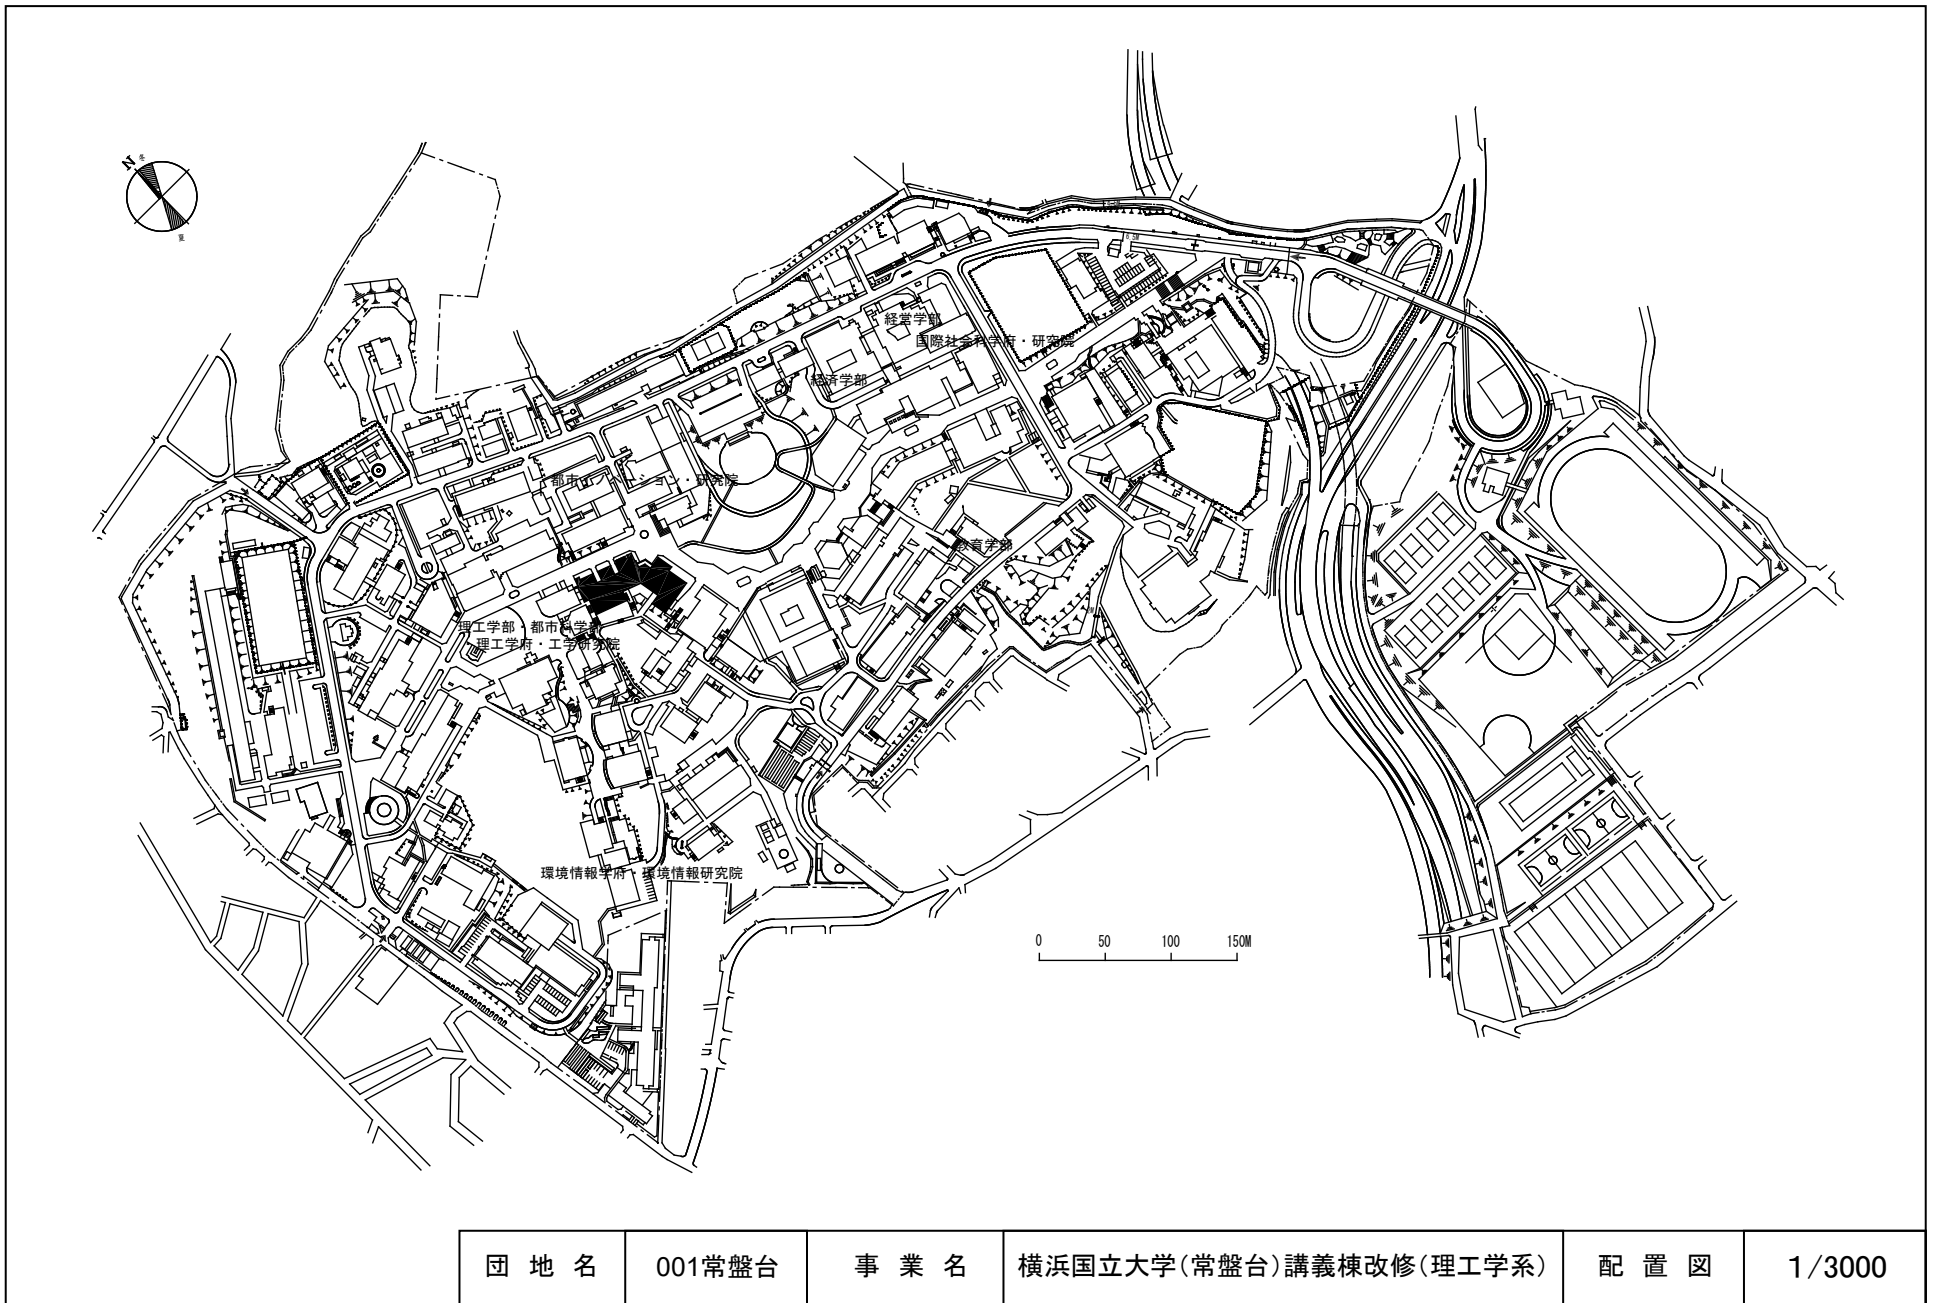 N 冬
夏
経営学部
国際社会科学府・研究院
経済学部
都市イノベーション・研究院
教育学部
理工学部・都市科学部
理工学府・工学研究院
環境情報学府・環境情報研究院
0 50 100 150M
団地名 001常盤台 事業名 横浜国立大学(常盤台)講義棟改修(理工学系) 配置図 1/3000